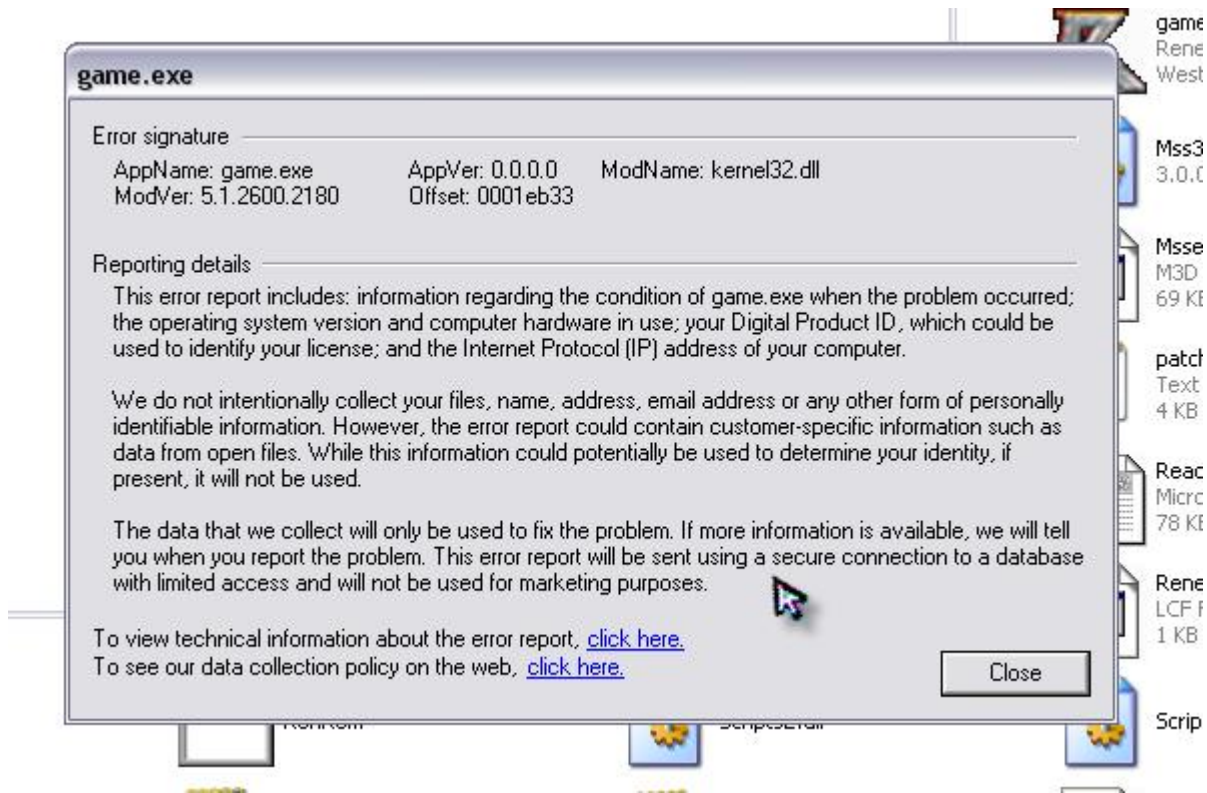 game.exe
Error signature
AppName: game.exe AppVer: 0.0.0.0 ModName: kernel32.dll
ModVer: 5.1.2600.2180 Offset: 0001eb33
Reporting details
This error report includes: information regarding the condition of game.exe when the problem occurred;
the operating system version and computer hardware in use; your Digital Product ID, which could be
used to identify your license; and the Internet Protocol (IP) address of your computer.
We do not intentionally collect your files, name, address, email address or any other form of personally
identifiable information. However, the error report could contain customer-specific information such as
data from open files. While this information could potentially be used to determine your identity, if
present, it will not be used.
The data that we collect will only be used to fix the problem. If more information is available, we will tell
you when you report the problem. This error report will be sent using a secure connection to a database
with limited access and will not be used for marketing purposes.
To view technical information about the error report, click here.
To see our data collection policy on the web, click here.
Close
game
Rene
West
Mss3
3.0.0
Msse
M3D
69 KE
patch
Text
4 KB
Read
Micro
78 KE
Rene
LCF F
1 KB
Scrip